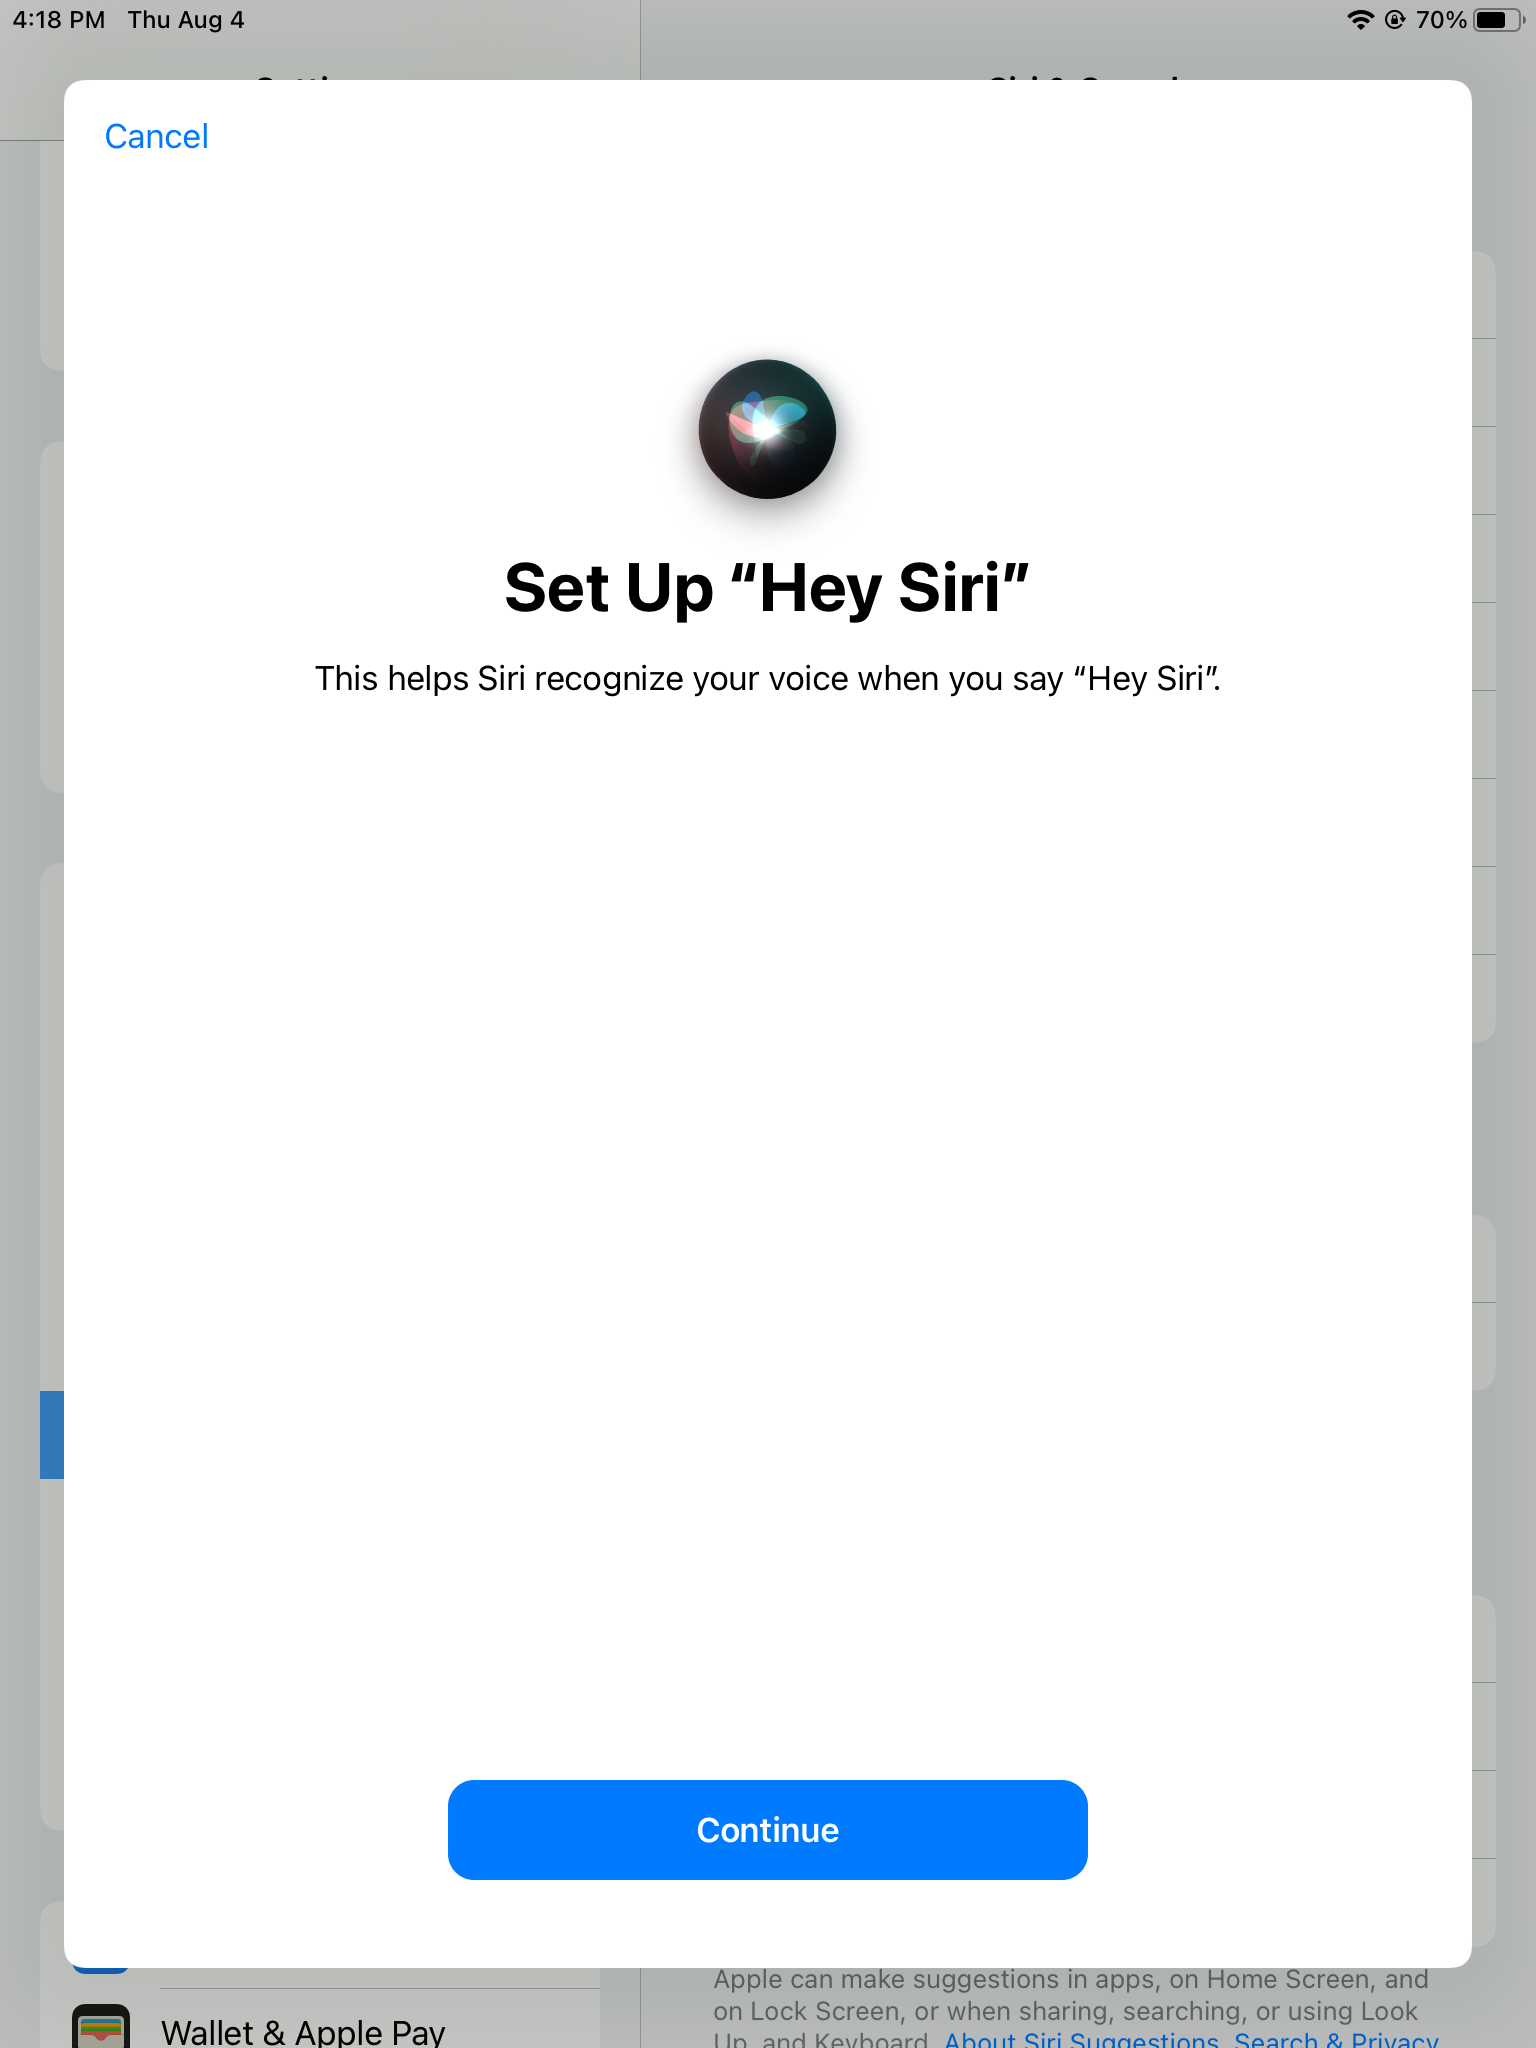 4:18 PM Thu Aug 4
70%
Cancel
Set Up “Hey Siri”
This helps Siri recognize your voice when you say “Hey Siri”.
Continue
Apple can make suggestions in apps, on Home Screen, and
on Lock Screen, or when sharing, searching, or using Look
Up, and Keyboard. About Siri Suggestions, Search & Privacy
Wallet & Apple Pay